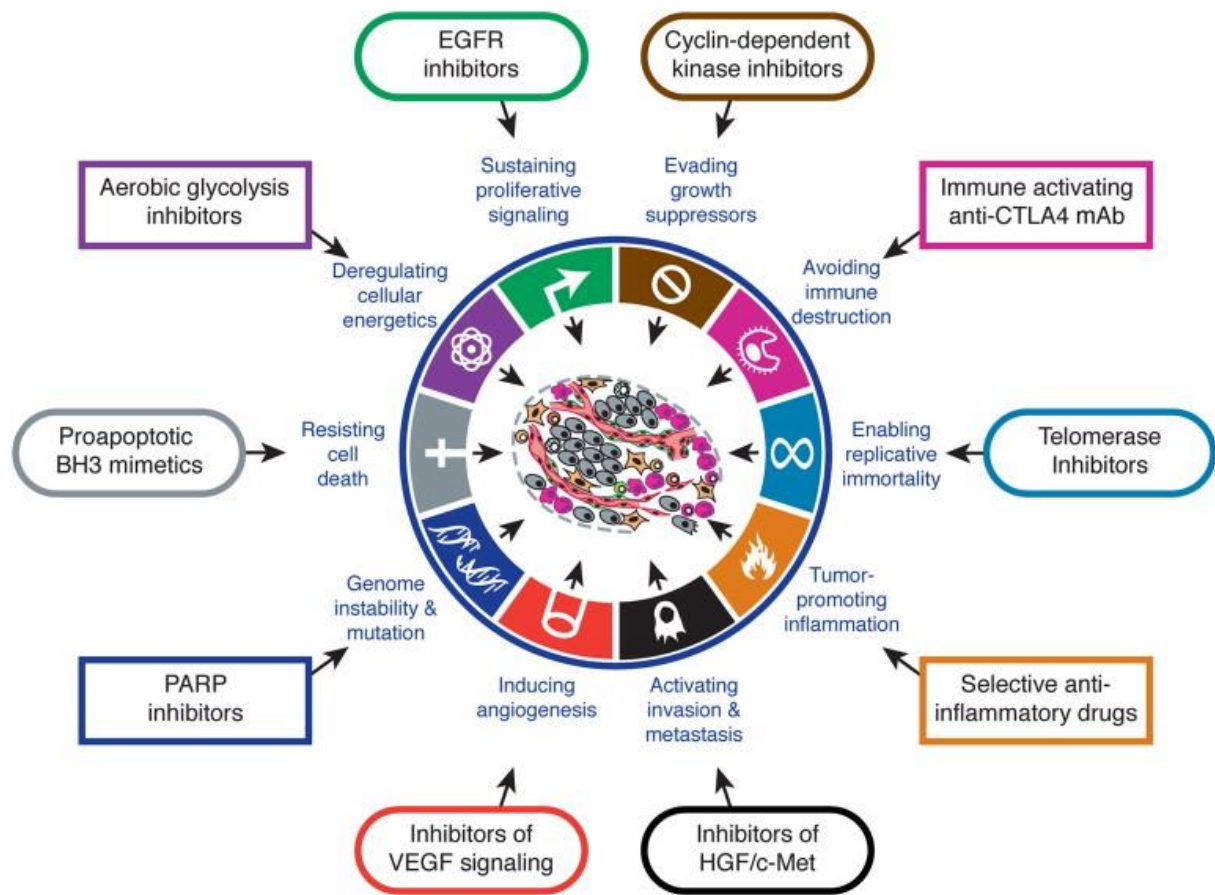 EGFR
inhibitors
Cyclin-dependent
kinase inhibitors
Aerobic glycolysis
inhibitors
Sustaining
proliferative
signaling
Evading
growth
suppressors
Immune activating
anti-CTLA4 mAb
Deregulating
cellular
energetics
Avoiding
immune
destruction
Proapoptotic
BH3 mimetics
Resisting
cell
death
Enabling
replicative
immortality
Telomerase
Inhibitors
Genome
instability &
mutation
Tumor-
promoting
inflammation
PARP
inhibitors
Inducing
angiogenesis
Activating
invasion &
metastasis
Selective anti-
inflammatory drugs
Inhibitors of
VEGF signaling
Inhibitors of
HGF/c-Met